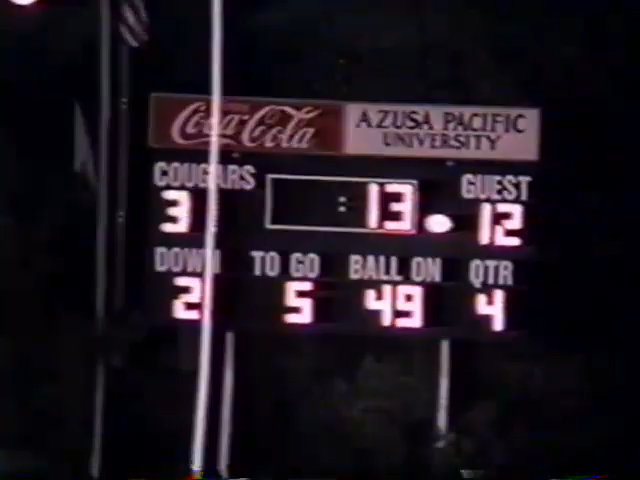 Coca-Cola AZUSA PACIFIC
UNIVERSITY
COUGARS GUEST
3 :13 12
DOWN TO GO BALL ON QTR
2 5 49 4